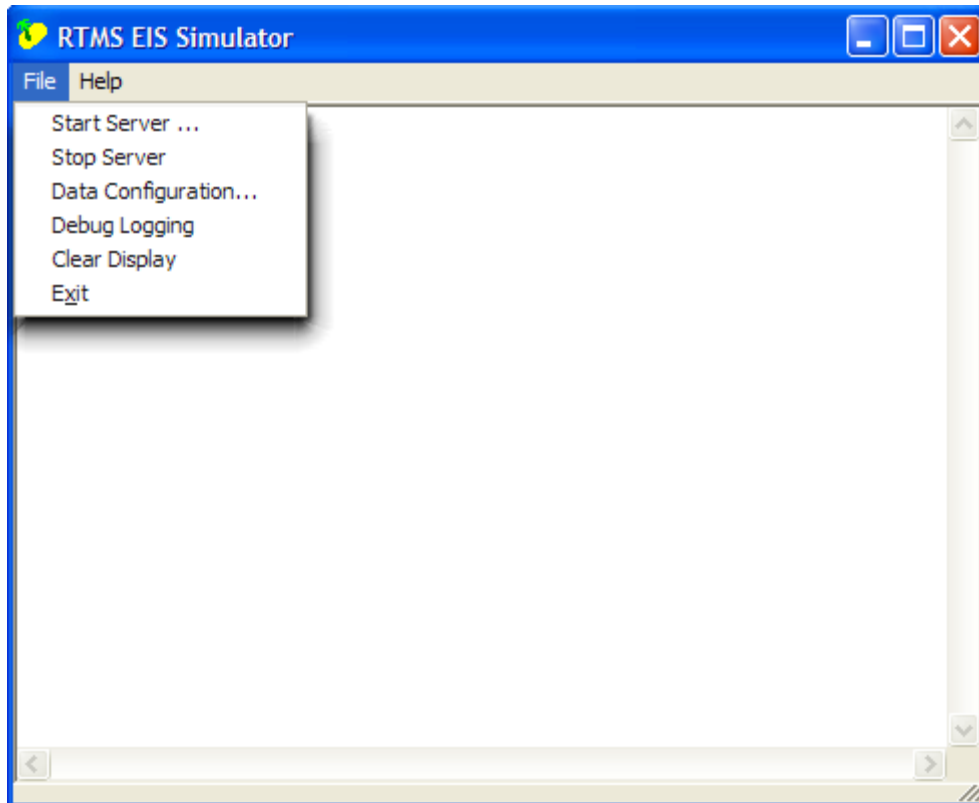 RTMS EIS Simulator
File Help
Start Server ...
Stop Server
Data Configuration...
Debug Logging
Clear Display
Exit